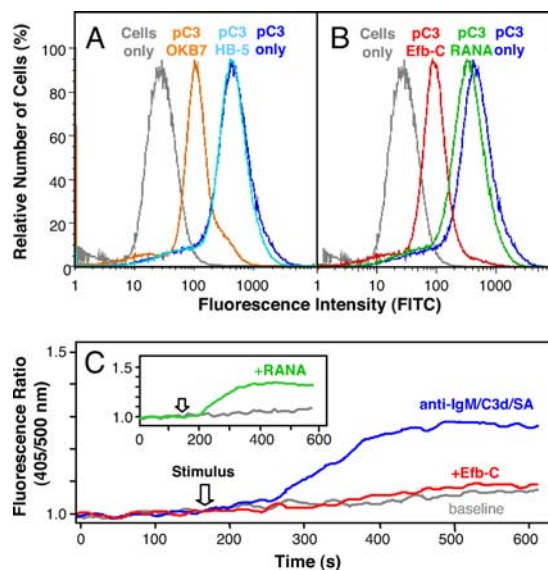 A
Cells only
pC3 OKB7
pC3 HB-5
pC3 only
B
Cells only
pC3 Efb-C
pC3 RANA
pC3 only
Relative Number of Cells (%)
100
80
60
40
20
0
1 10 100 1000
1 10 100 1000
Fluorescence Intensity (FITC)
C
Fluorescence Ratio
(405/500 nm)
1.5
1.0
1.5
1.0
+RANA
0 200 400 600
Stimulus
anti-IgM/C3d/SA
+Efb-C
baseline
0 100 200 300 400 500 600
Time (s)